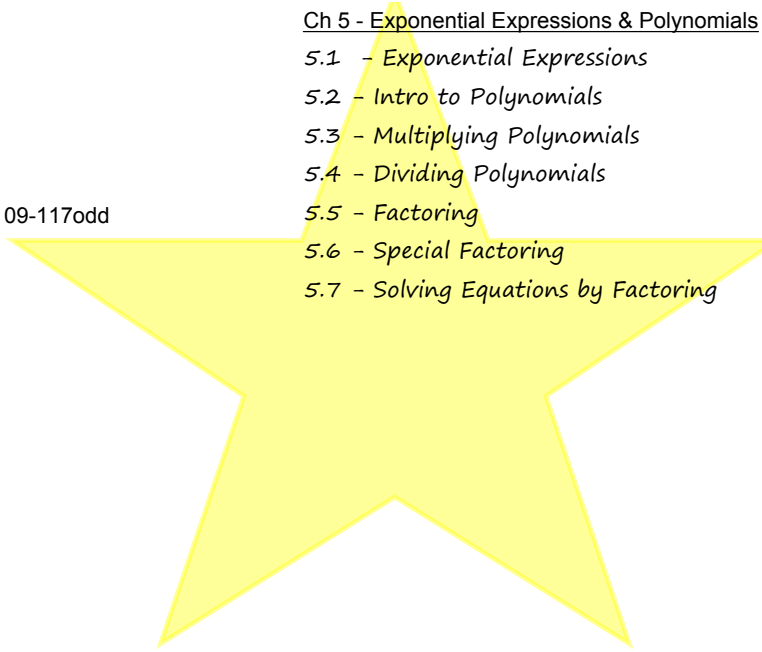 Ch 5 - Exponential Expressions & Polynomials
5.1 - Exponential Expressions
5.2 - Intro to Polynomials
5.3 - Multiplying Polynomials
5.4 - Dividing Polynomials
09-117odd
5.5 - Factoring
5.6 - Special Factoring
5.7 - Solving Equations by Factoring